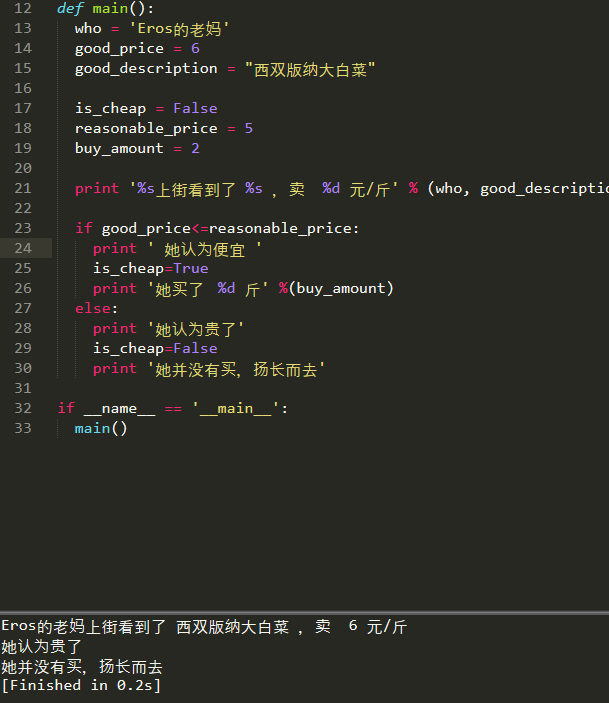 12 def main():
13 who = 'Eros的老妈'
14 good_price = 6
15 good_description = "西双版纳大白菜"
16
17 is_cheap = False
18 reasonable_price = 5
19 buy_amount = 2
20
21 print '%s上街看到了 %s ，卖  %d 元/斤' % (who, good_descriptio
22
23 if good_price<=reasonable_price:
24 print ' 她认为便宜 '
25 is_cheap=True
26 print '她买了  %d 斤' %(buy_amount)
27 else:
28 print '她认为贵了'
29 is_cheap=False
30 print '她并没有买，扬长而去'
31
32 if __name__ == '__main__':
33 main()
Eros的老妈上街看到了 西双版纳大白菜 ，卖  6 元/斤
她认为贵了
她并没有买，扬长而去
[Finished in 0.2s]